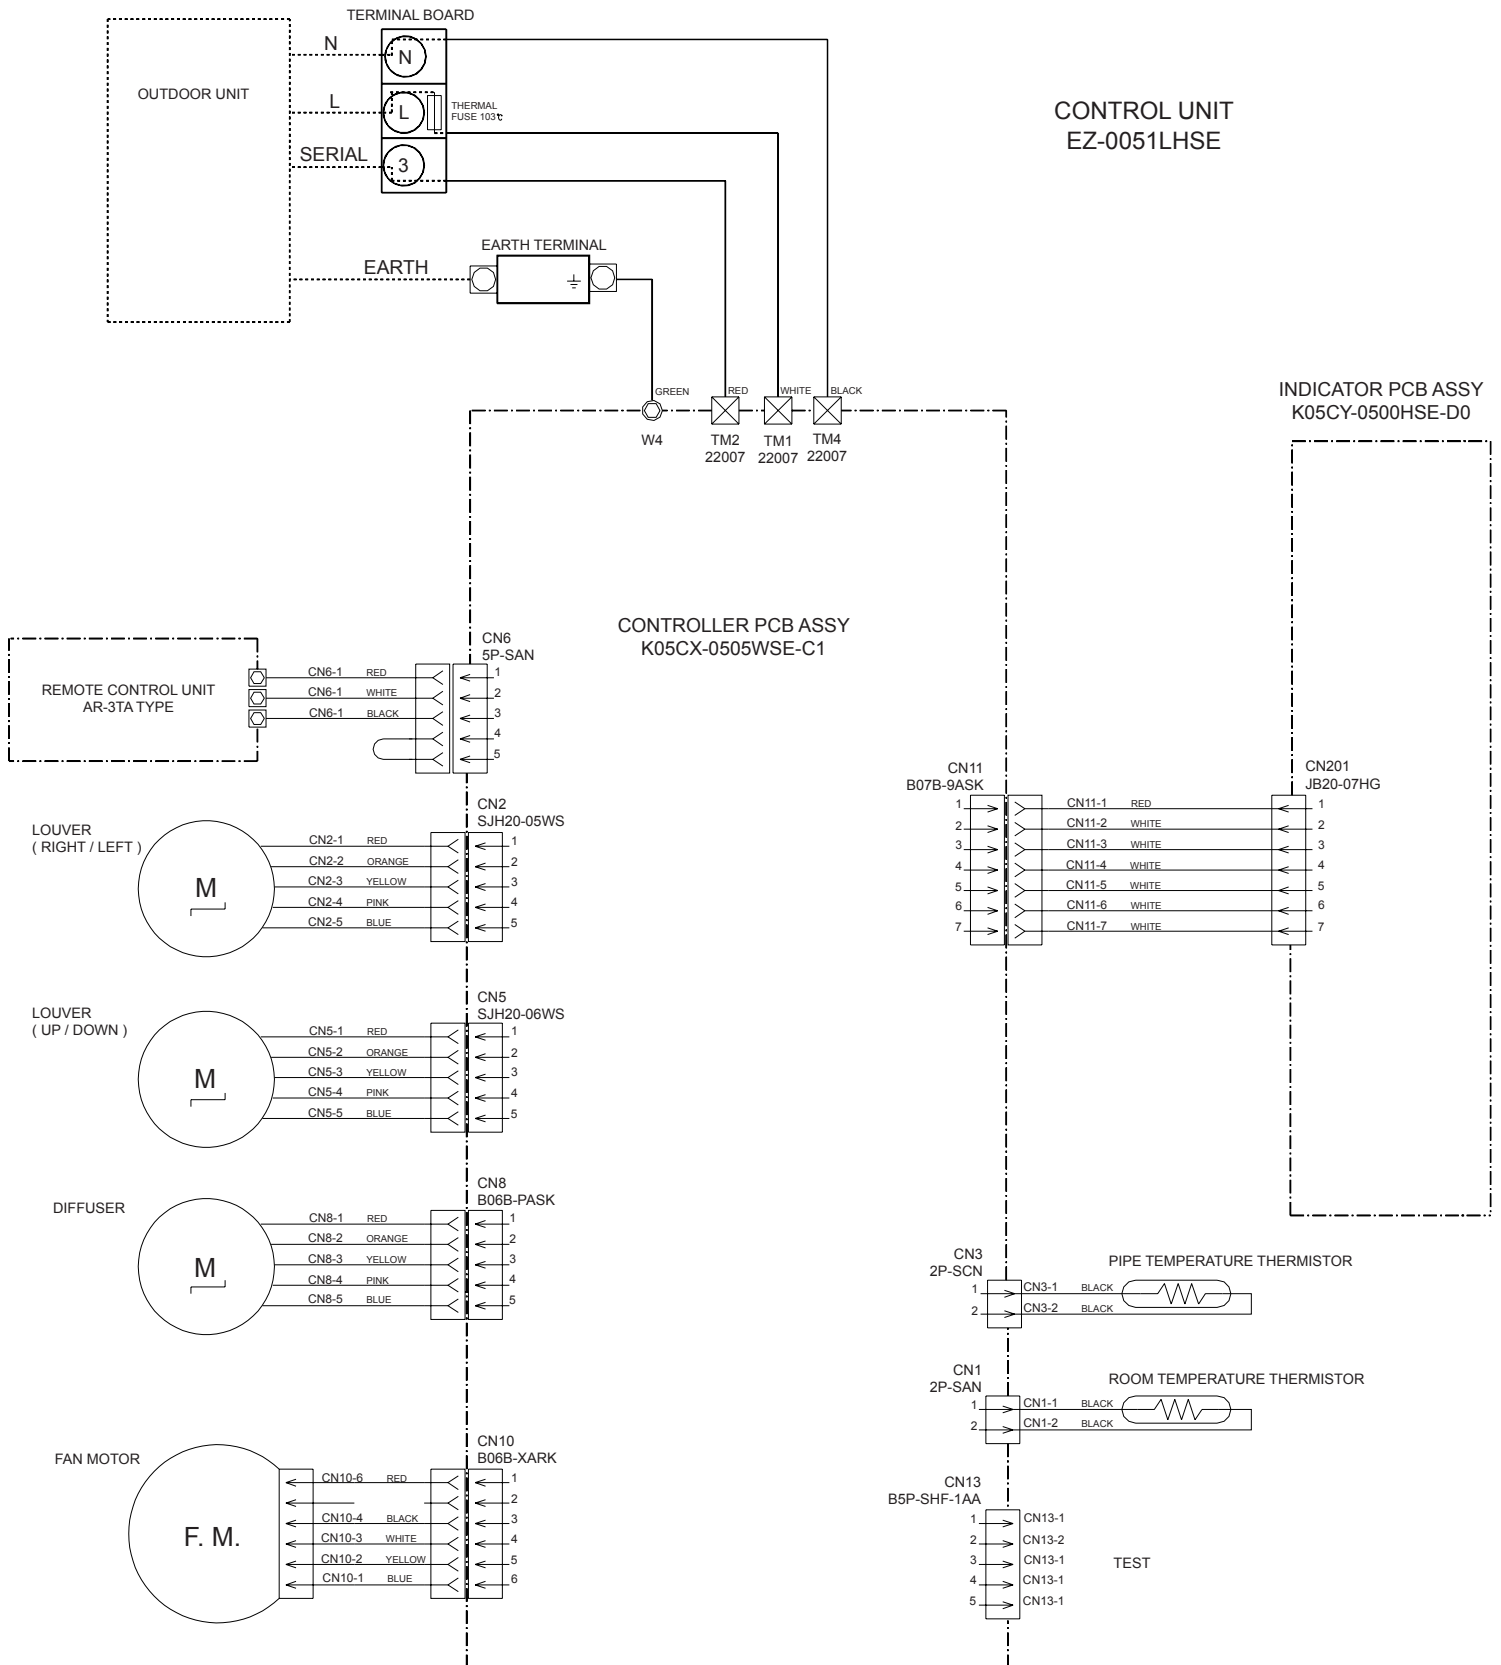 TERMINAL BOARD
OUTDOOR UNIT
N
N
L
L
THERMAL
FUSE 103℃
SERIAL
3
EARTH
EARTH TERMINAL
CONTROL UNIT
EZ-0051LHSE
GREEN
RED
WHITE
BLACK
W4
TM2
22007
TM1
22007
TM4
22007
INDICATOR PCB ASSY
K05CY-0500HSE-D0
CONTROLLER PCB ASSY
K05CX-0505WSE-C1
REMOTE CONTROL UNIT
AR-3TA TYPE
CN6
5P-SAN
CN6-1 RED 1
CN6-1 WHITE 2
CN6-1 BLACK 3
4
5
LOUVER
( RIGHT / LEFT )
M
CN2
SJH20-05WS
CN2-1 RED 1
CN2-2 ORANGE 2
CN2-3 YELLOW 3
CN2-4 PINK 4
CN2-5 BLUE 5
CN11
B07B-9ASK
CN201
JB20-07HG
1 CN11-1 RED 1
2 CN11-2 WHITE 2
3 CN11-3 WHITE 3
4 CN11-4 WHITE 4
5 CN11-5 WHITE 5
6 CN11-6 WHITE 6
7 CN11-7 WHITE 7
LOUVER
( UP / DOWN )
M
CN5
SJH20-06WS
CN5-1 RED 1
CN5-2 ORANGE 2
CN5-3 YELLOW 3
CN5-4 PINK 4
CN5-5 BLUE 5
DIFFUSER
M
CN8
B06B-PASK
CN8-1 RED 1
CN8-2 ORANGE 2
CN8-3 YELLOW 3
CN8-4 PINK 4
CN8-5 BLUE 5
CN3
2P-SCN
PIPE TEMPERATURE THERMISTOR
1 CN3-1 BLACK
2 CN3-2 BLACK
CN1
2P-SAN
ROOM TEMPERATURE THERMISTOR
1 CN1-1 BLACK
2 CN1-2 BLACK
FAN MOTOR
F. M.
CN10
B06B-XARK
CN10-6 RED 1
2
CN10-4 BLACK 3
CN10-3 WHITE 4
CN10-2 YELLOW 5
CN10-1 BLUE 6
CN13
B5P-SHF-1AA
1 CN13-1
2 CN13-2
3 CN13-1
4 CN13-1
5 CN13-1
TEST